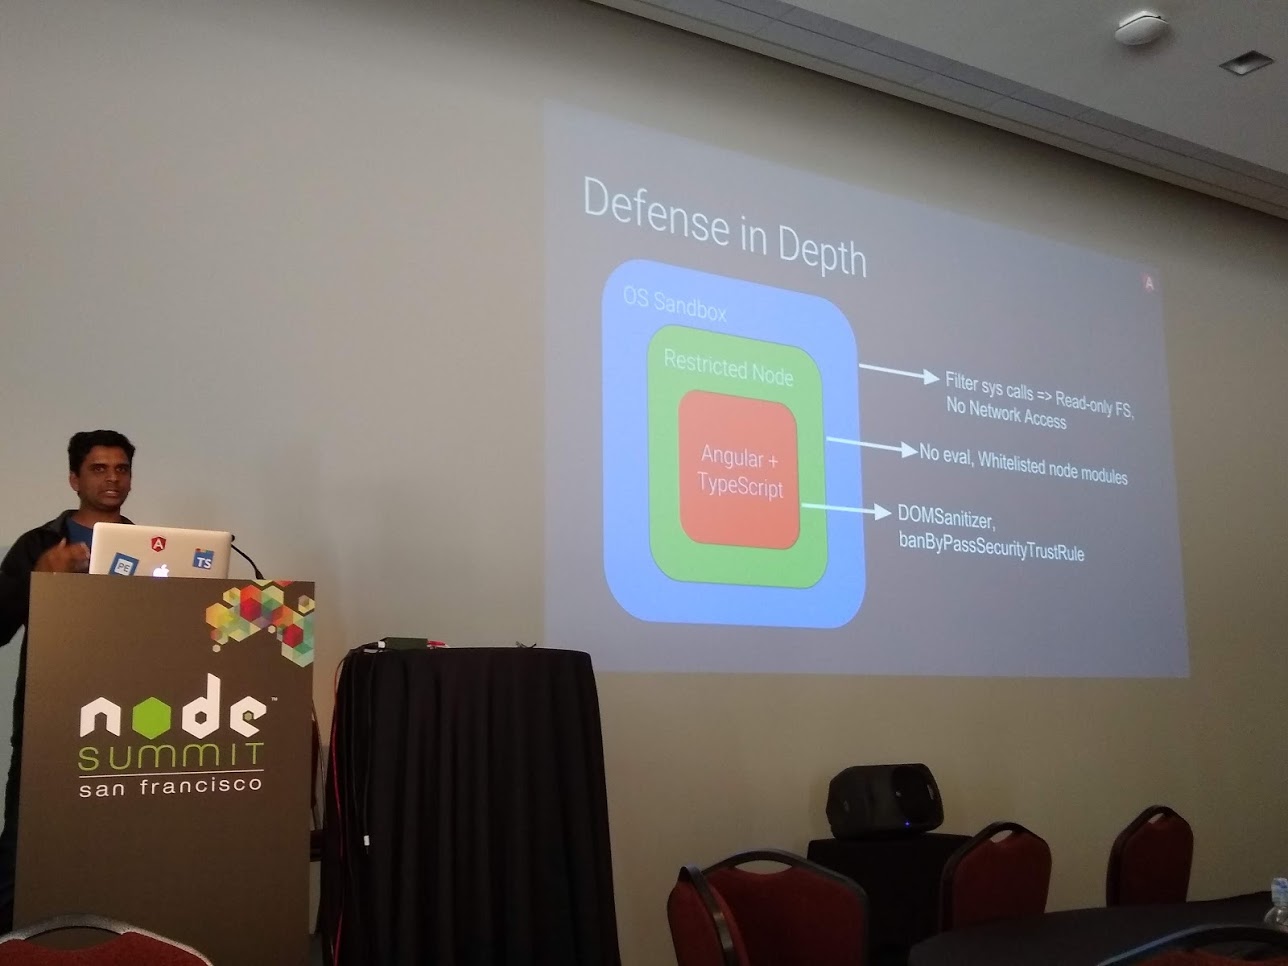 Defense in Depth
OS Sandbox
Restricted Node
Angular +
TypeScript
Filter sys calls => Read-only FS,
No Network Access
No eval, Whitelisted node modules
DOMSanitizer,
banByPassSecurityTrustRule
A
A
PE
TS
node™
SUMMIT
san francisco